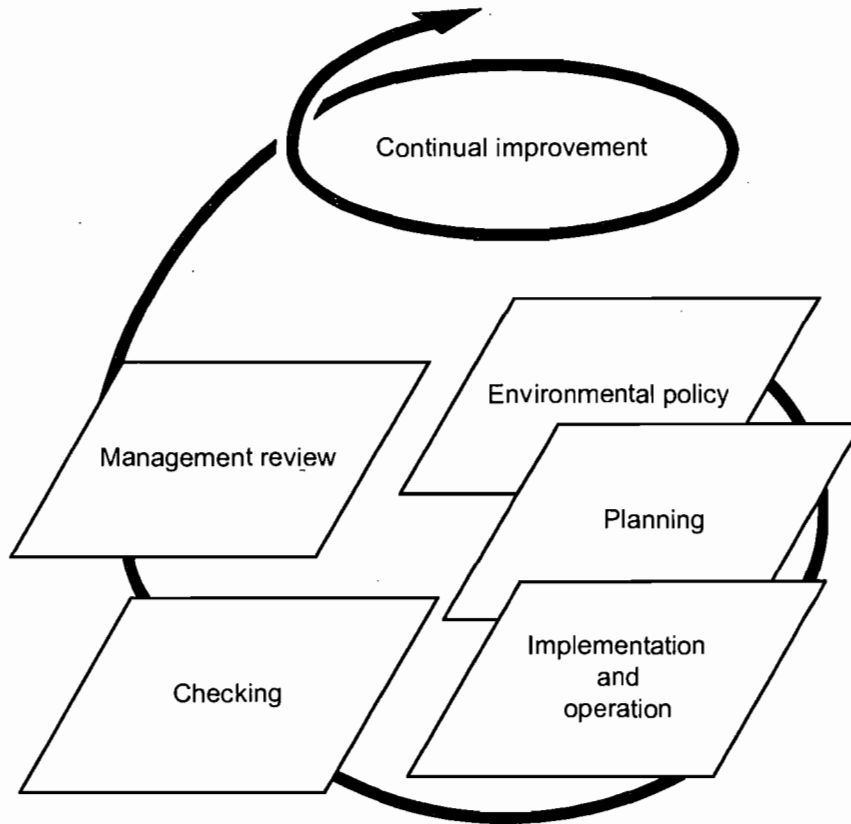 Continual improvement
Environmental policy
Management review
Planning
Implementation
and
operation
Checking